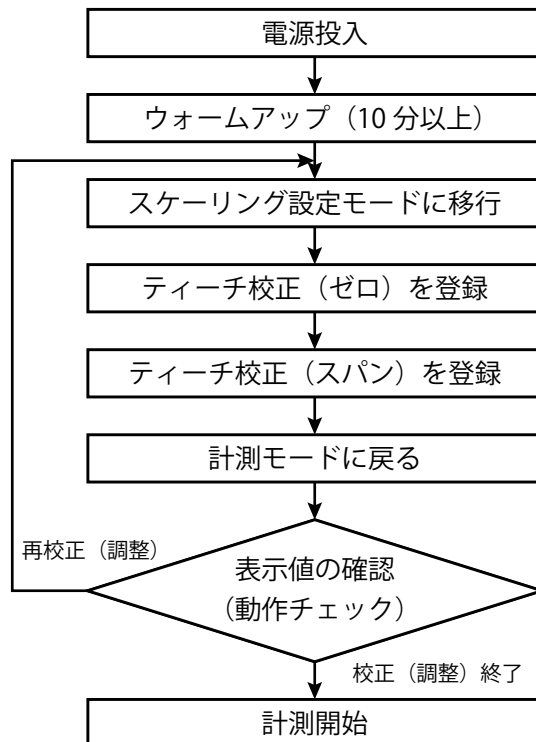 電源投入
ウォームアップ（10 分以上）
スケーリング設定モードに移行
ティーチ校正（ゼロ）を登録
ティーチ校正（スパン）を登録
計測モードに戻る
再校正（調整）
表示値の確認
（動作チェック）
校正（調整）終了
計測開始